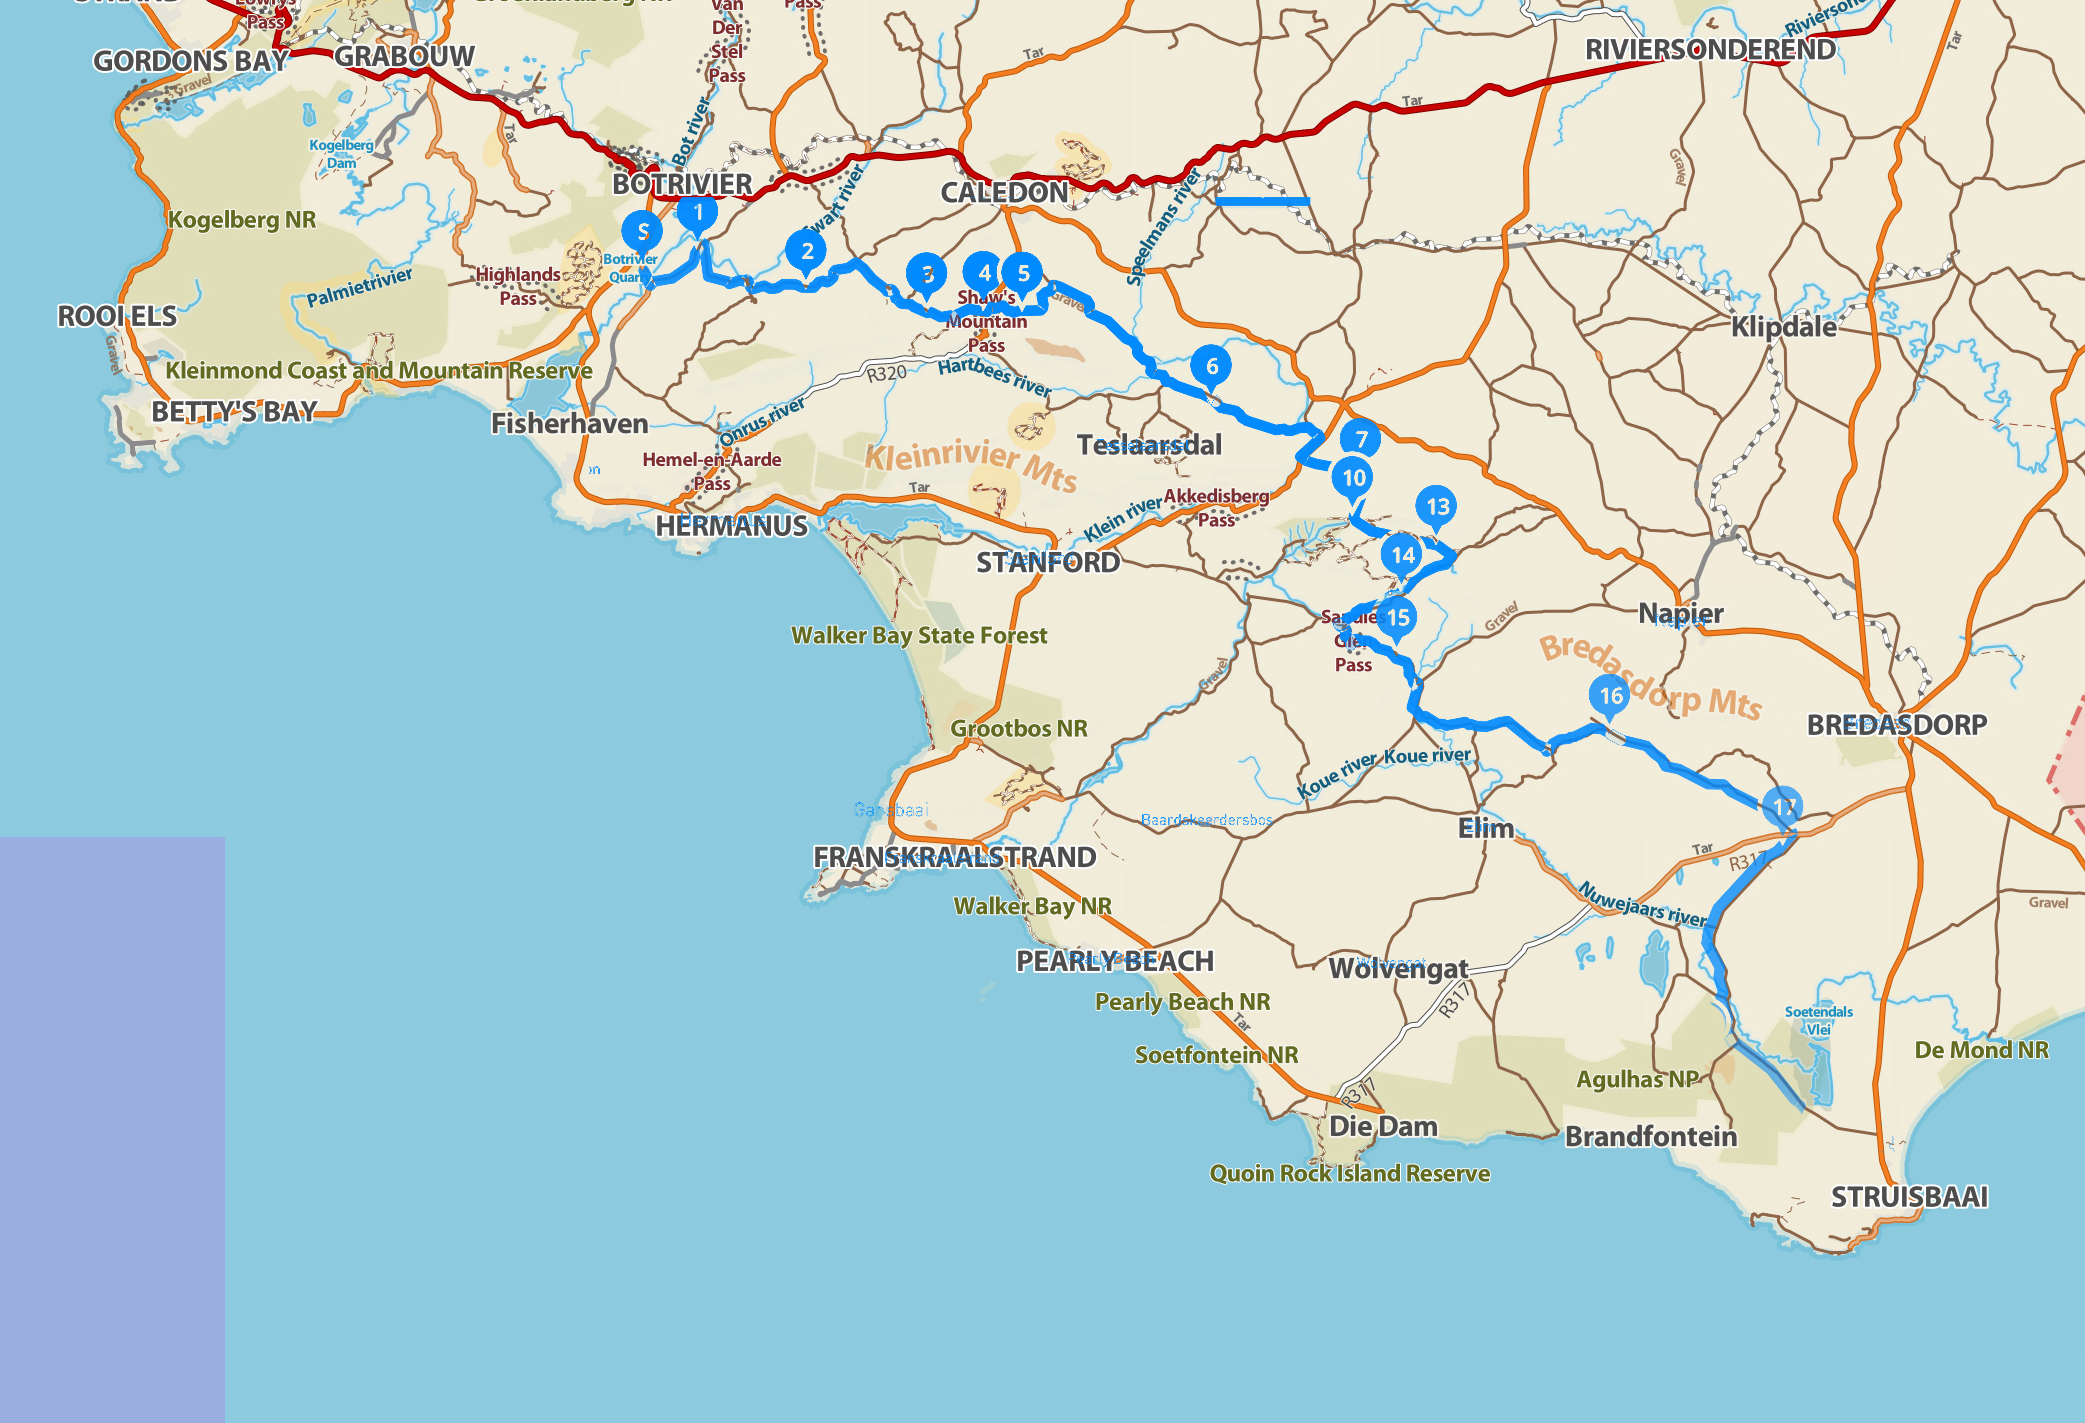 Pass
Van
Der
Stel
Pass
Pass
GORDONS BAY
GRABOUW
RIVIERSONDEREND
Tar
Tar
Tar
Tar
Gravel
Kogelberg
Dam
Bot river
BOTRIVIER
CALEDON
Gravel
Kogelberg NR
S
1
Swart river
Speelmans river
2
3
4
5
Botrivier
Quarry
Highlands
Pass
Palmietrivier
Shaw's
Mountain
Pass
Gravel
ROOI ELS
Klipdale
Gravel
Kleinmond Coast and Mountain Reserve
R320
Hartbees river
6
BETTY'S BAY
Fisherhaven
Onrus river
Teslaarsdal
7
Kleinrivier Mts
Hemel-en-Aarde
Pass
10
Tar
Akkedisberg
Pass
13
HERMANUS
Klein river
STANFORD
14
Napier
Gravel
Sandies
Glen
Pass
15
Walker Bay State Forest
Gravel
Bredasdorp Mts
16
Grootbos NR
BREDASDORP
Koue river
Koue river
Gansbaai
Baardskeerdersbos
Elim
17
Tar
R317
FRANSKRAALSTRAND
Nuwejaars river
Walker Bay NR
Gravel
PEARLY BEACH
Wolvengat
Pearly Beach NR
R317
Tar
Soetendals
Vlei
Soetfontein NR
De Mond NR
Agulhas NP
R317
Die Dam
Brandfontein
Quoin Rock Island Reserve
STRUISBAAI